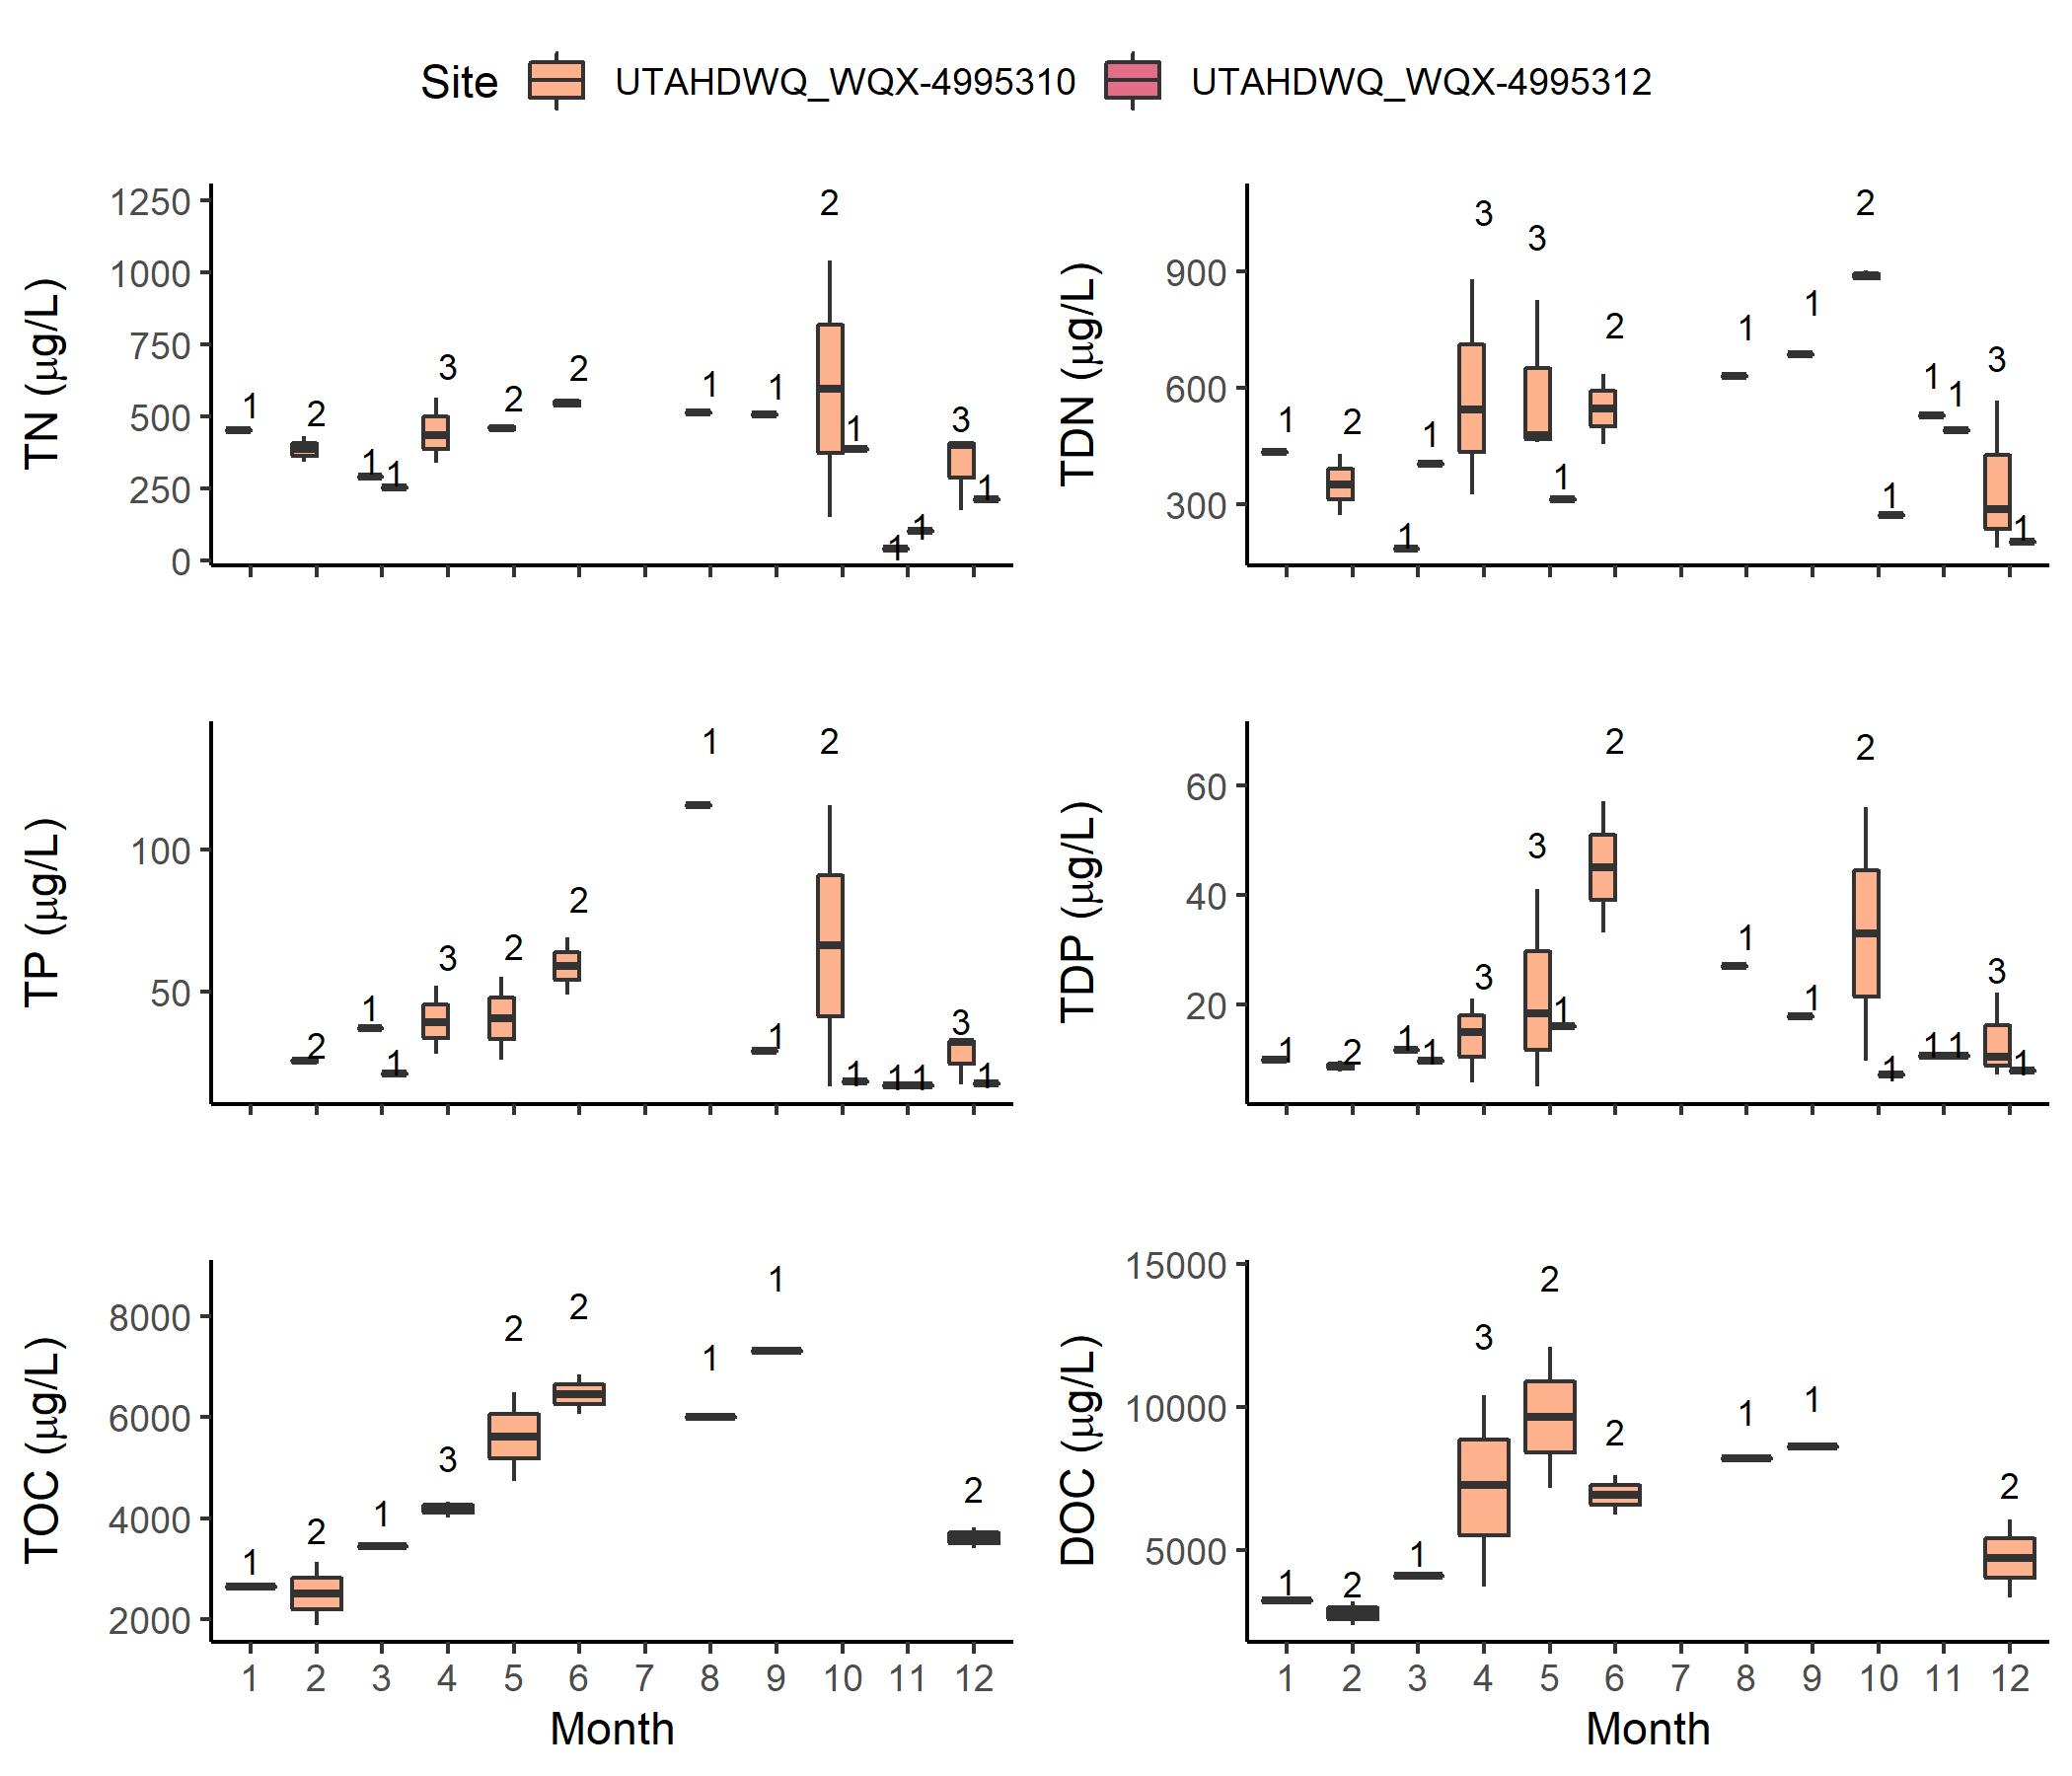 Site UTAHDWQ_WQX-4995310 UTAHDWQ_WQX-4995312
TN (µg/L)
1250
1000
750
500
250
0
1 2 1 1 3 2 2 1 1 2 1 1 1 3 1
TDN (µg/L)
900
600
300
1 2 1 1 3 3 1 2 1 1 2 1 1 1 3 1
TP (µg/L)
100
50
2 1 1 3 2 2 1 1 2 1 1 1 3 1
TDP (µg/L)
60
40
20
1 2 1 1 3 3 1 2 1 1 2 1 1 1 3 1
TOC (µg/L)
8000
6000
4000
2000
1 2 1 3 2 2 1 1 2
1 2 3 4 5 6 7 8 9 10 11 12
Month
DOC (µg/L)
15000
10000
5000
1 2 1 3 2 2 1 1 2
1 2 3 4 5 6 7 8 9 10 11 12
Month